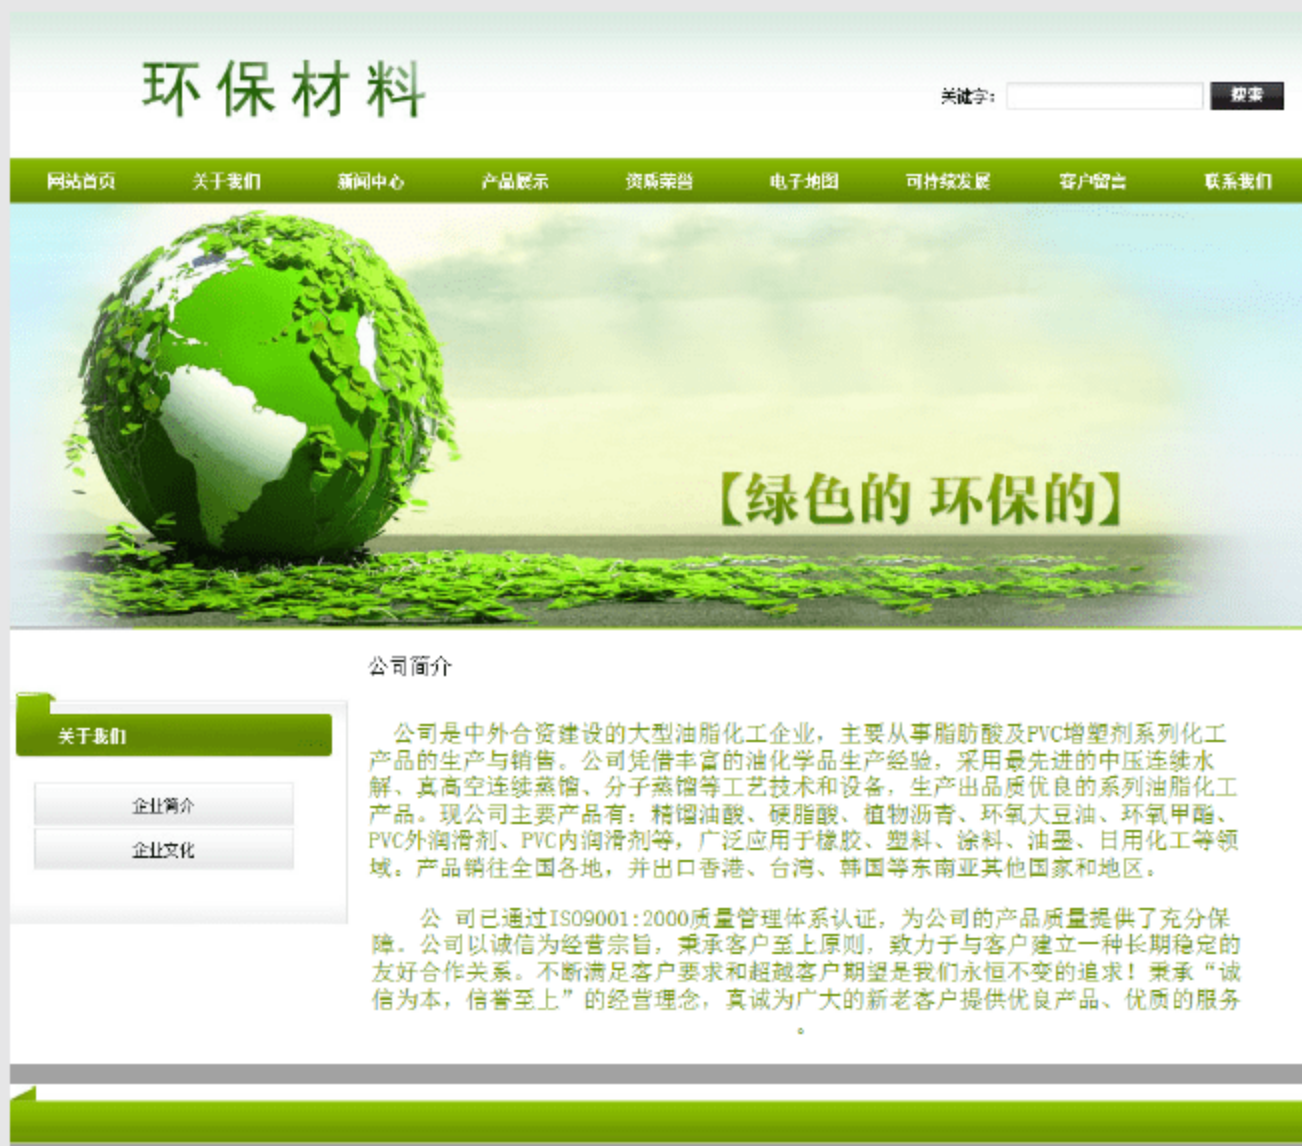 环保材料
关键字： 搜索
网站首页 关于我们 新闻中心 产品展示 资质荣誉 电子地图 可持续发展 客户留言 联系我们
【绿色的 环保的】
公司简介
关于我们
企业简介
企业文化
公司是中外合资建设的大型油脂化工企业，主要从事脂肪酸及PVC增塑剂系列化工
产品的生产与销售。公司凭借丰富的油化学品生产经验，采用最先进的中压连续水
解、真高空连续蒸馏、分子蒸馏等工艺技术和设备，生产出品质优良的系列油脂化工
产品。现公司主要产品有：精馏油酸、硬脂酸、植物沥青、环氧大豆油、环氧甲酯、
PVC外润滑剂、PVC内润滑剂等，广泛应用于橡胶、塑料、涂料、油墨、日用化工等领
域。产品销往全国各地，并出口香港、台湾、韩国等东南亚其他国家和地区。
公 司已通过ISO9001:2000质量管理体系认证，为公司的产品质量提供了充分保
障。公司以诚信为经营宗旨，秉承客户至上原则，致力于与客户建立一种长期稳定的
友好合作关系。不断满足客户要求和超越客户期望是我们永恒不变的追求！秉承“诚
信为本，信誉至上”的经营理念，真诚为广大的新老客户提供优良产品、优质的服务
。